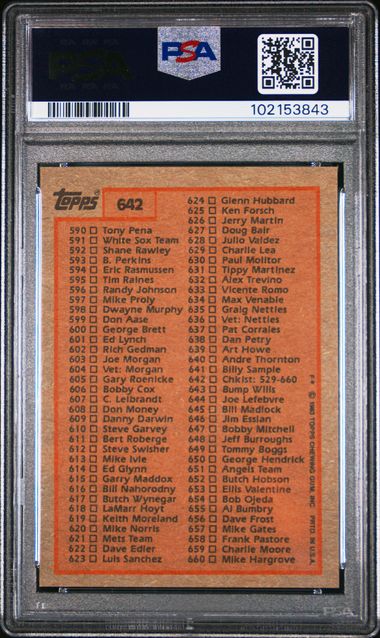 PSA
PSA
102153843
Topps® 642
590 Tony Pena
591 White Sox Team
592 Shane Rawley
593 B. Perkins
594 Eric Rasmussen
595 Tim Raines
596 Randy Johnson
597 Mike Proly
598 Dwayne Murphy
599 Don Aase
600 George Brett
601 Ed Lynch
602 Rich Gedman
603 Joe Morgan
604 Vet: Morgan
605 Gary Roenicke
606 Bobby Cox
607 C. Leibrandt
608 Don Money
609 Danny Darwin
610 Steve Garvey
611 Bert Roberge
612 Steve Swisher
613 Mike Ivie
614 Ed Glynn
615 Garry Maddox
616 Bill Nahorodny
617 Butch Wynegar
618 LaMarr Hoyt
619 Keith Moreland
620 Mike Norris
621 Mets Team
622 Dave Edler
623 Luis Sanchez
624 Glenn Hubbard
625 Ken Forsch
626 Jerry Martin
627 Doug Bair
628 Julio Valdez
629 Charlie Lea
630 Paul Molitor
631 Tippy Martinez
632 Alex Trevino
633 Vicente Romo
634 Max Venable
635 Graig Nettles
636 Vet: Nettles
637 Pat Corrales
638 Dan Petry
639 Art Howe
640 Andre Thornton
641 Billy Sample
642 Chklst: 529-660
643 Bump Wills
644 Joe Lefebvre
645 Bill Madlock
646 Jim Essian
647 Bobby Mitchell
648 Jeff Burroughs
649 Tommy Boggs
650 George Hendrick
651 Angels Team
652 Butch Hobson
653 Ellis Valentine
654 Bob Ojeda
655 Al Bumbry
656 Dave Frost
657 Mike Gates
658 Frank Pastore
659 Charlie Moore
660 Mike Hargrove
© 1983 TOPPS CHEWING GUM, INC. PRTD. IN U.S.A.